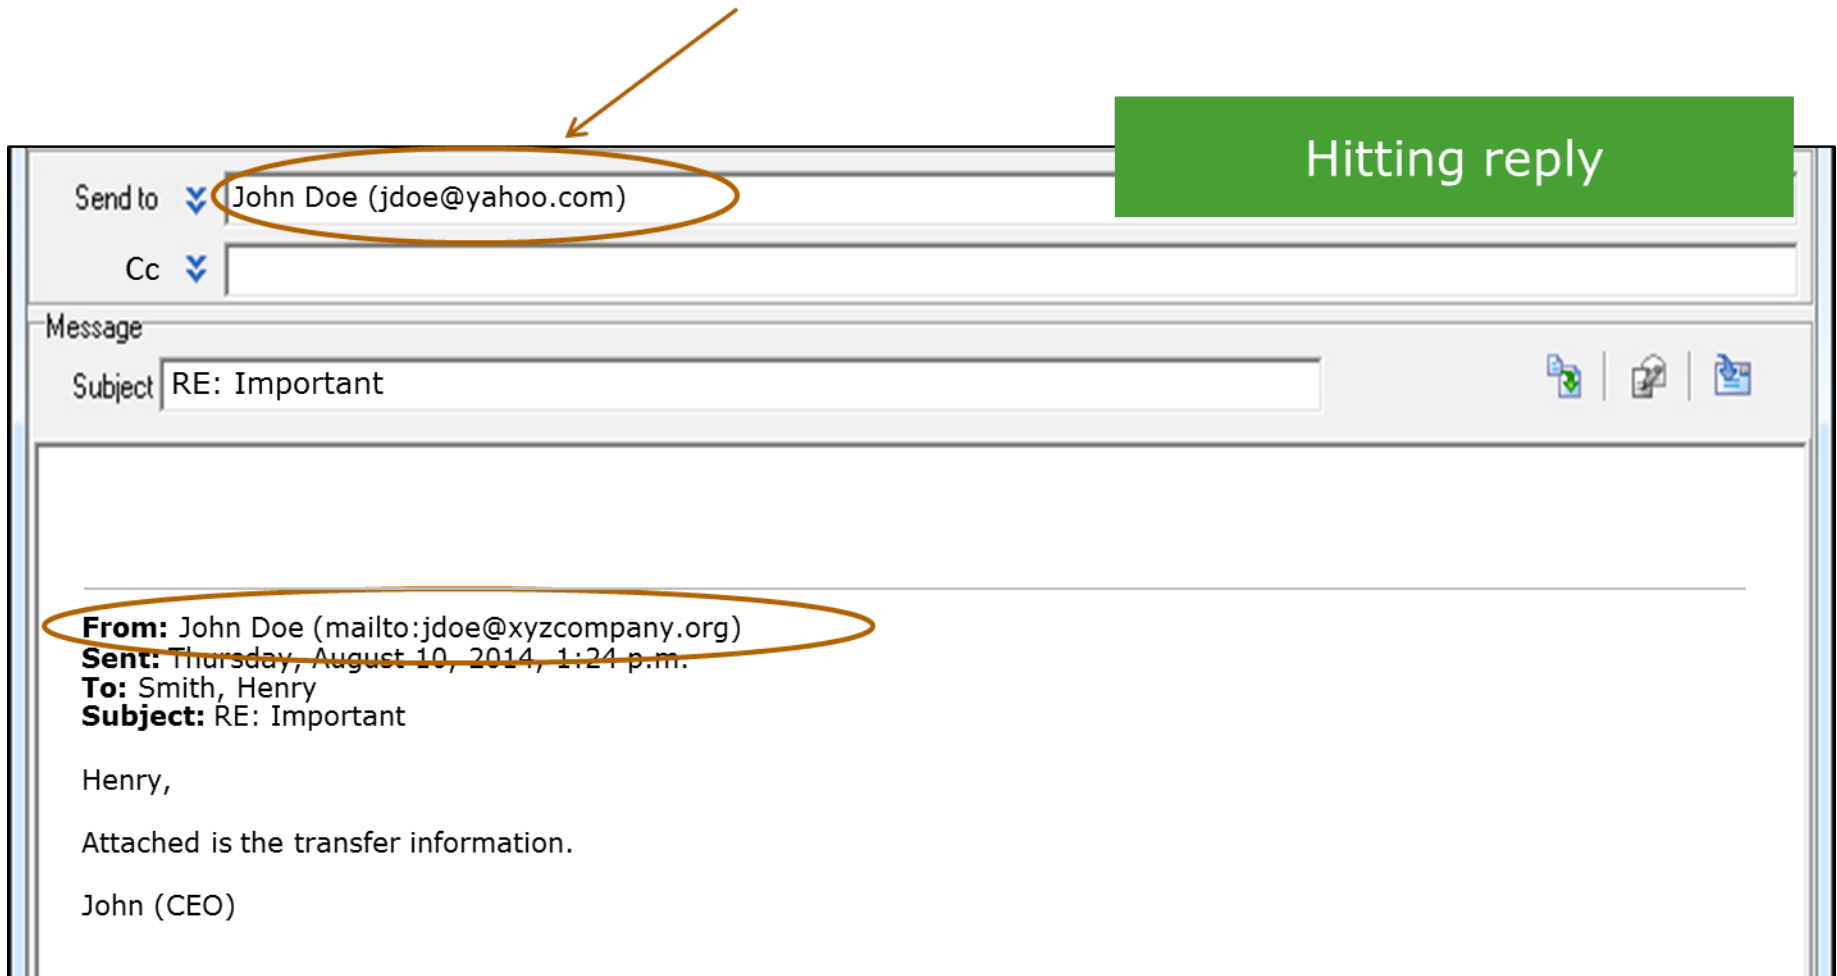 Hitting reply
Send to John Doe (jdoe@yahoo.com)
Cc
Message
Subject RE: Important
From: John Doe (mailto:jdoe@xyzcompany.org)
Sent: Thursday, August 10, 2014, 1:24 p.m.
To: Smith, Henry
Subject: RE: Important
Henry,
Attached is the transfer information.
John (CEO)